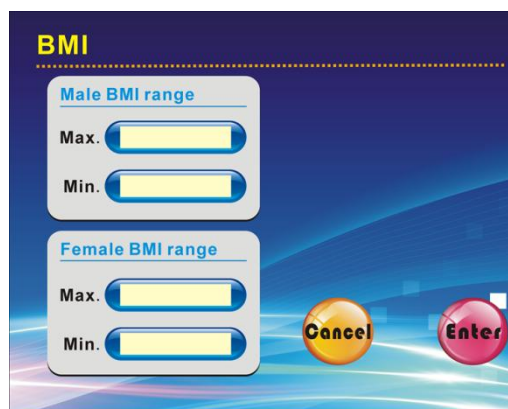 BMI
Male BMI range
Max.
Min.
Female BMI range
Max.
Min.
Cancel
Enter